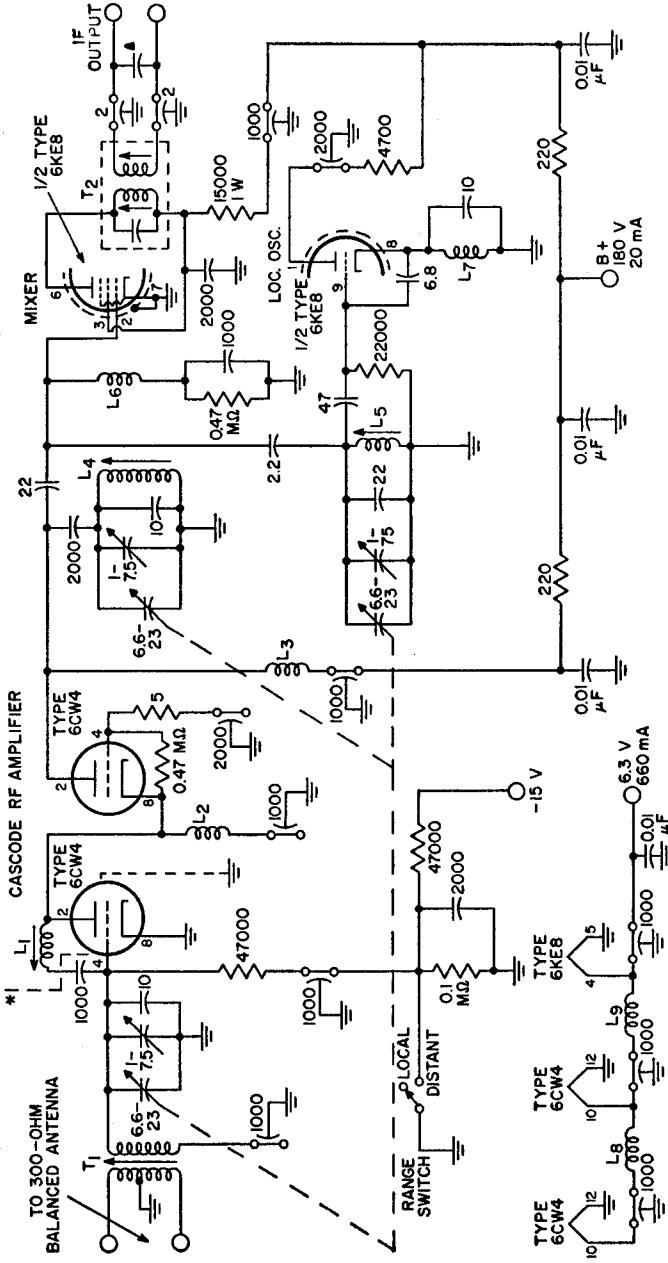 CASCODE RF AMPLIFIER
TO 300-OHM
BALANCED ANTENNA
T1
6.6-
23
1-
7.5
10
1000
*
L1
1000
TYPE
6CW4
2
4
8
47000
1000
L2
1000
TYPE
6CW4
2
4
8
0.47 MΩ
5
2000
L3
1000
22
2000
L4
6.6-
23
1-
7.5
10
L6
0.47
MΩ
1000
2.2
MIXER
1/2 TYPE
6KE8
6
3
2
7
2000
T2
15000
1 W
2
2
IF
OUTPUT
1000
LOC. OSC.
1/2 TYPE
6KE8
1
9
8
2000
4700
6.8
L7
10
47
22000
L5
22
1-
75
6.6-
23
RANGE
SWITCH
LOCAL
DISTANT
0.1
MΩ
2000
47000
-15 V
0.01
μF
220
0.01
μF
B+
180 V
20 mA
220
0.01
μF
TYPE
6CW4
10
12
1000
L8
TYPE
6CW4
10
12
1000
L9
TYPE
6KE8
4
5
1000
0.01
μF
6.3 V
660 mA